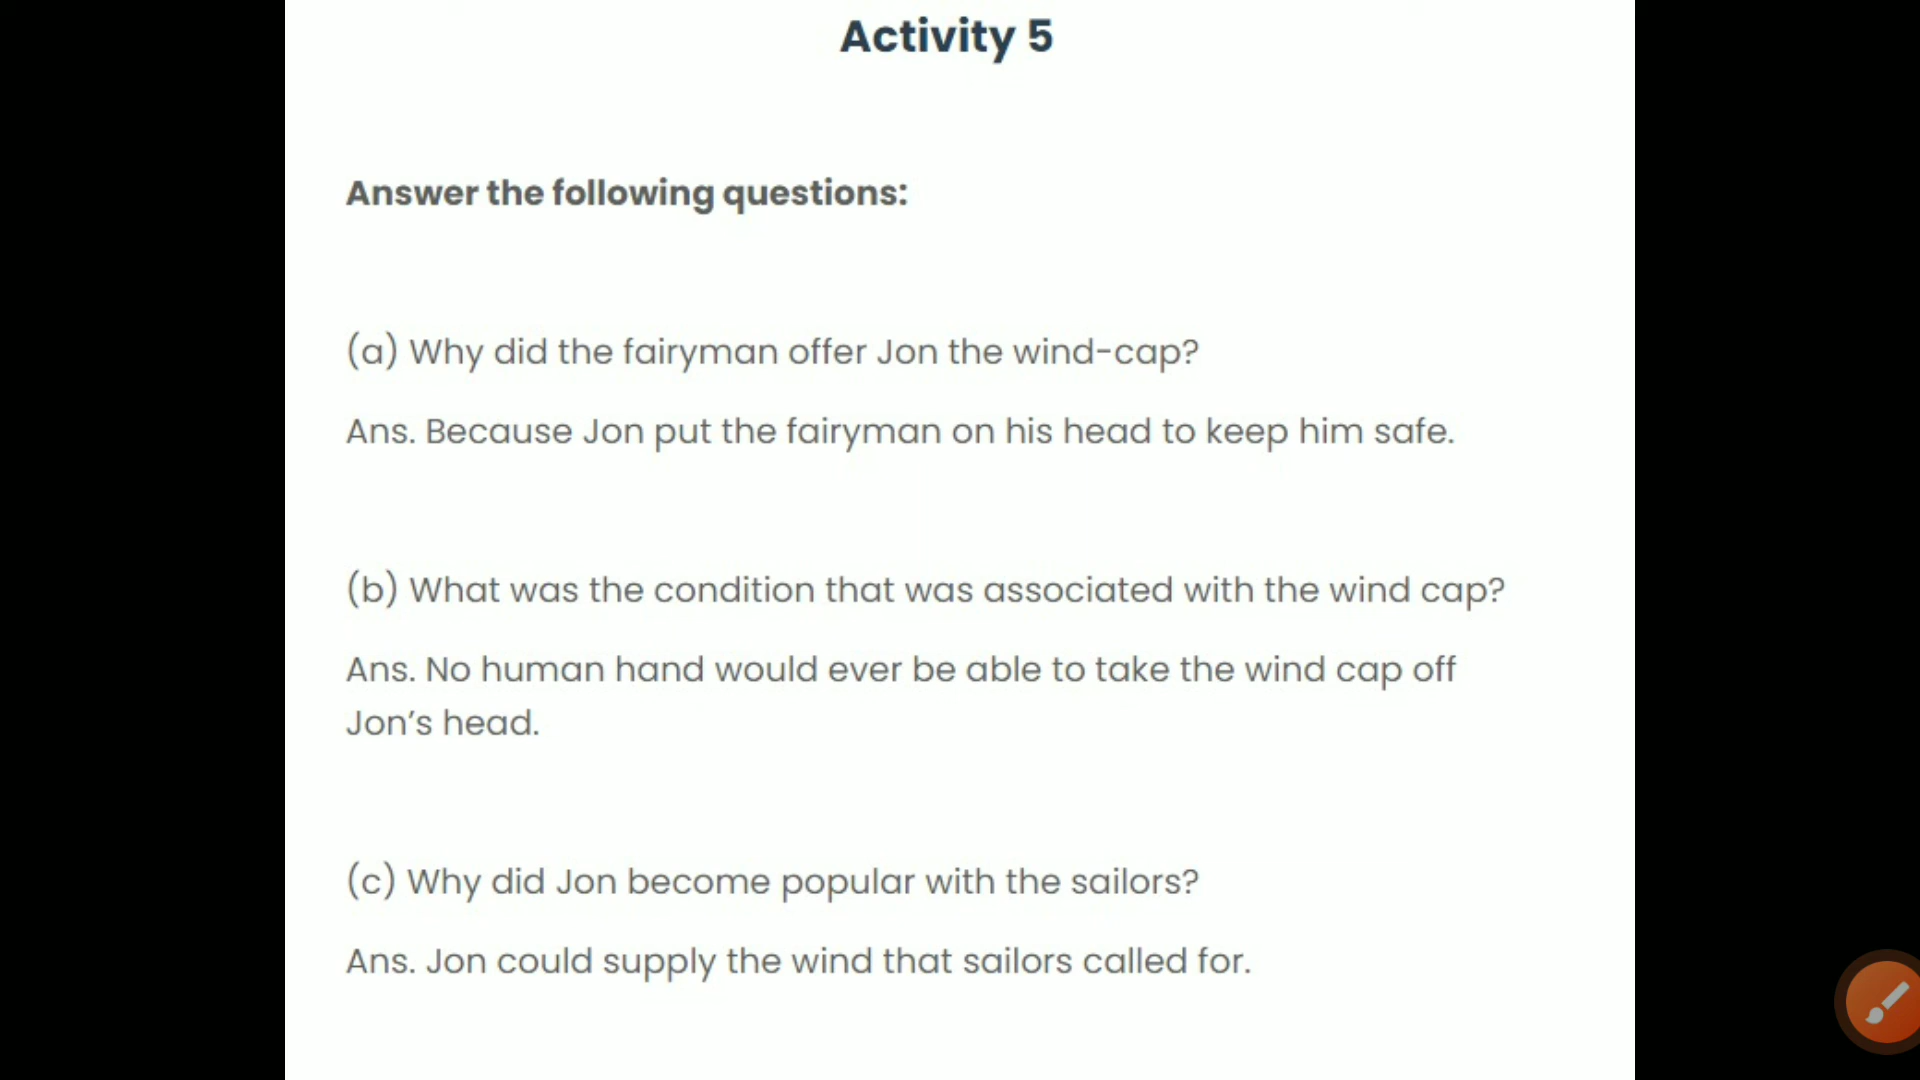 Activity 5
Answer the following questions:
(a) Why did the fairyman offer Jon the wind-cap?
Ans. Because Jon put the fairyman on his head to keep him safe.
(b) What was the condition that was associated with the wind cap?
Ans. No human hand would ever be able to take the wind cap off
Jon’s head.
(c) Why did Jon become popular with the sailors?
Ans. Jon could supply the wind that sailors called for.